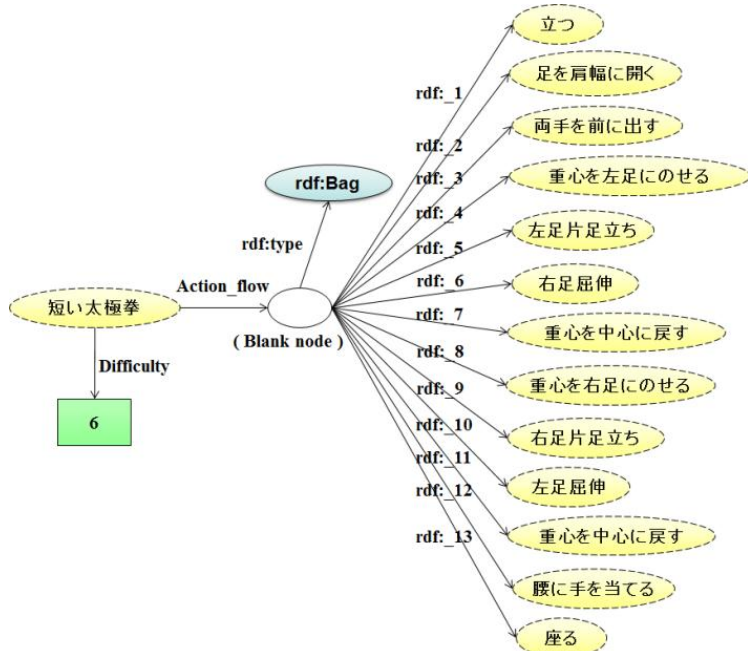 立つ
足を肩幅に開く
rdf:_1
両手を前に出す
rdf:_2
rdf:Bag
rdf:_3
重心を左足にのせる
rdf:_4
左足片足立ち
rdf:type
rdf:_5
Action_flow
rdf:_6
右足屈伸
短い太極拳
rdf:_7
重心を中心に戻す
( Blank node )
rdf:_8
Difficulty
重心を右足にのせる
rdf:_9
6
rdf:_10
右足片足立ち
rdf:_11
左足屈伸
rdf:_12
rdf:_13
重心を中心に戻す
腰に手を当てる
座る